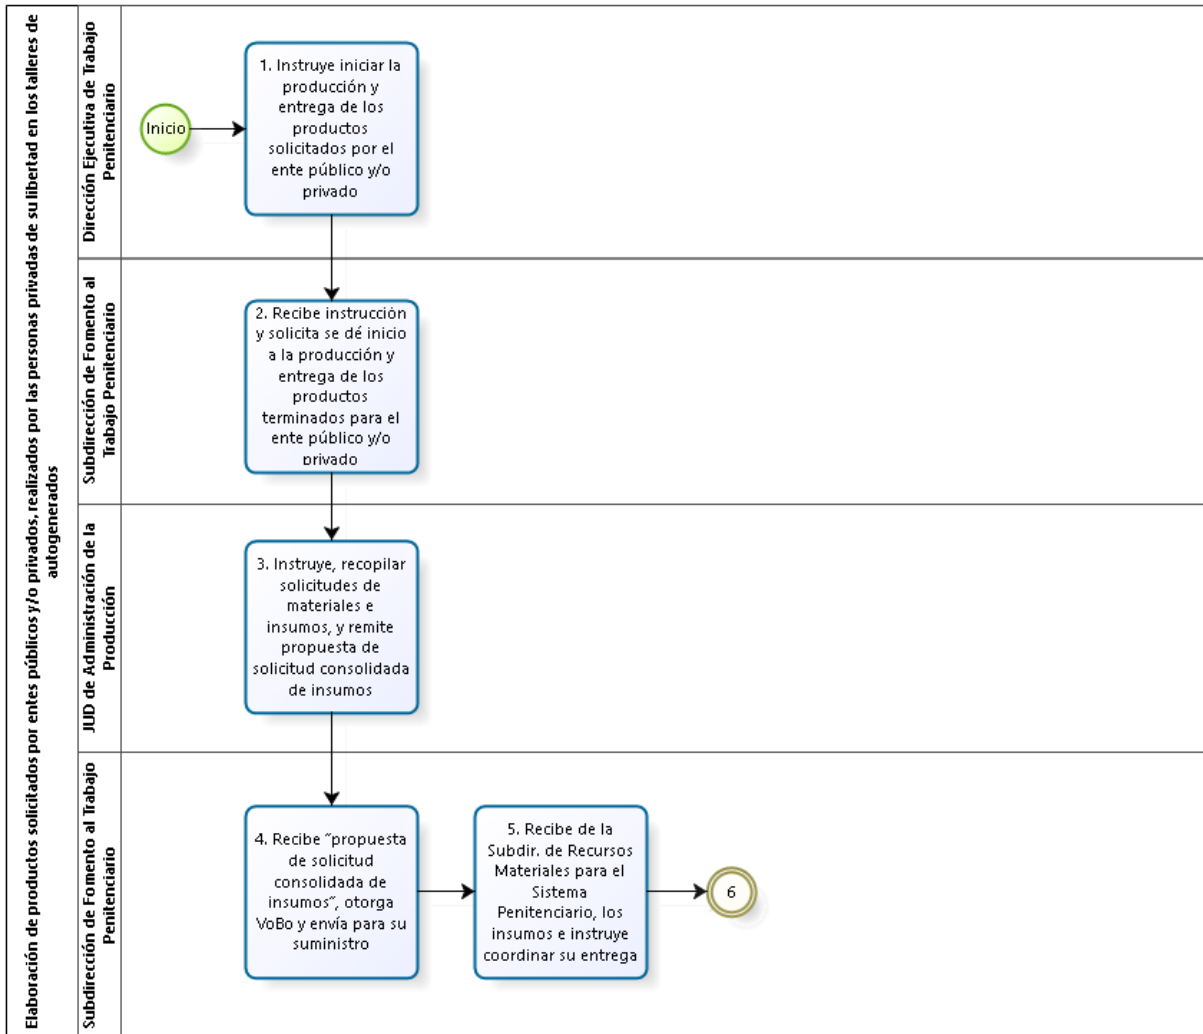 Elaboración de productos solicitados por entes públicos y/o privados, realizados por las personas privadas de su libertad en los talleres de
autogenerados
Dirección Ejecutiva de Trabajo
Penitenciario
Inicio
1. Instruye iniciar la
producción y
entrega de los
productos
solicitados por el
ente público y/o
privado
Subdirección de Fomento al
Trabajo Penitenciario
2. Recibe instrucción
y solicita se dé inicio
a la producción y
entrega de los
productos
terminados para el
ente público y/o
privado
JUD de Administración de la
Producción
3. Instruye, recopilar
solicitudes de
materiales e
insumos, y remite
propuesta de
solicitud consolidada
de insumos
Subdirección de Fomento al Trabajo
Penitenciario
4. Recibe “propuesta
de solicitud
consolidada de
insumos”, otorga
VoBo y envía para su
suministro
5. Recibe de la
Subdir. de Recursos
Materiales para el
Sistema
Penitenciario, los
insumos e instruye
coordinar su entrega
6